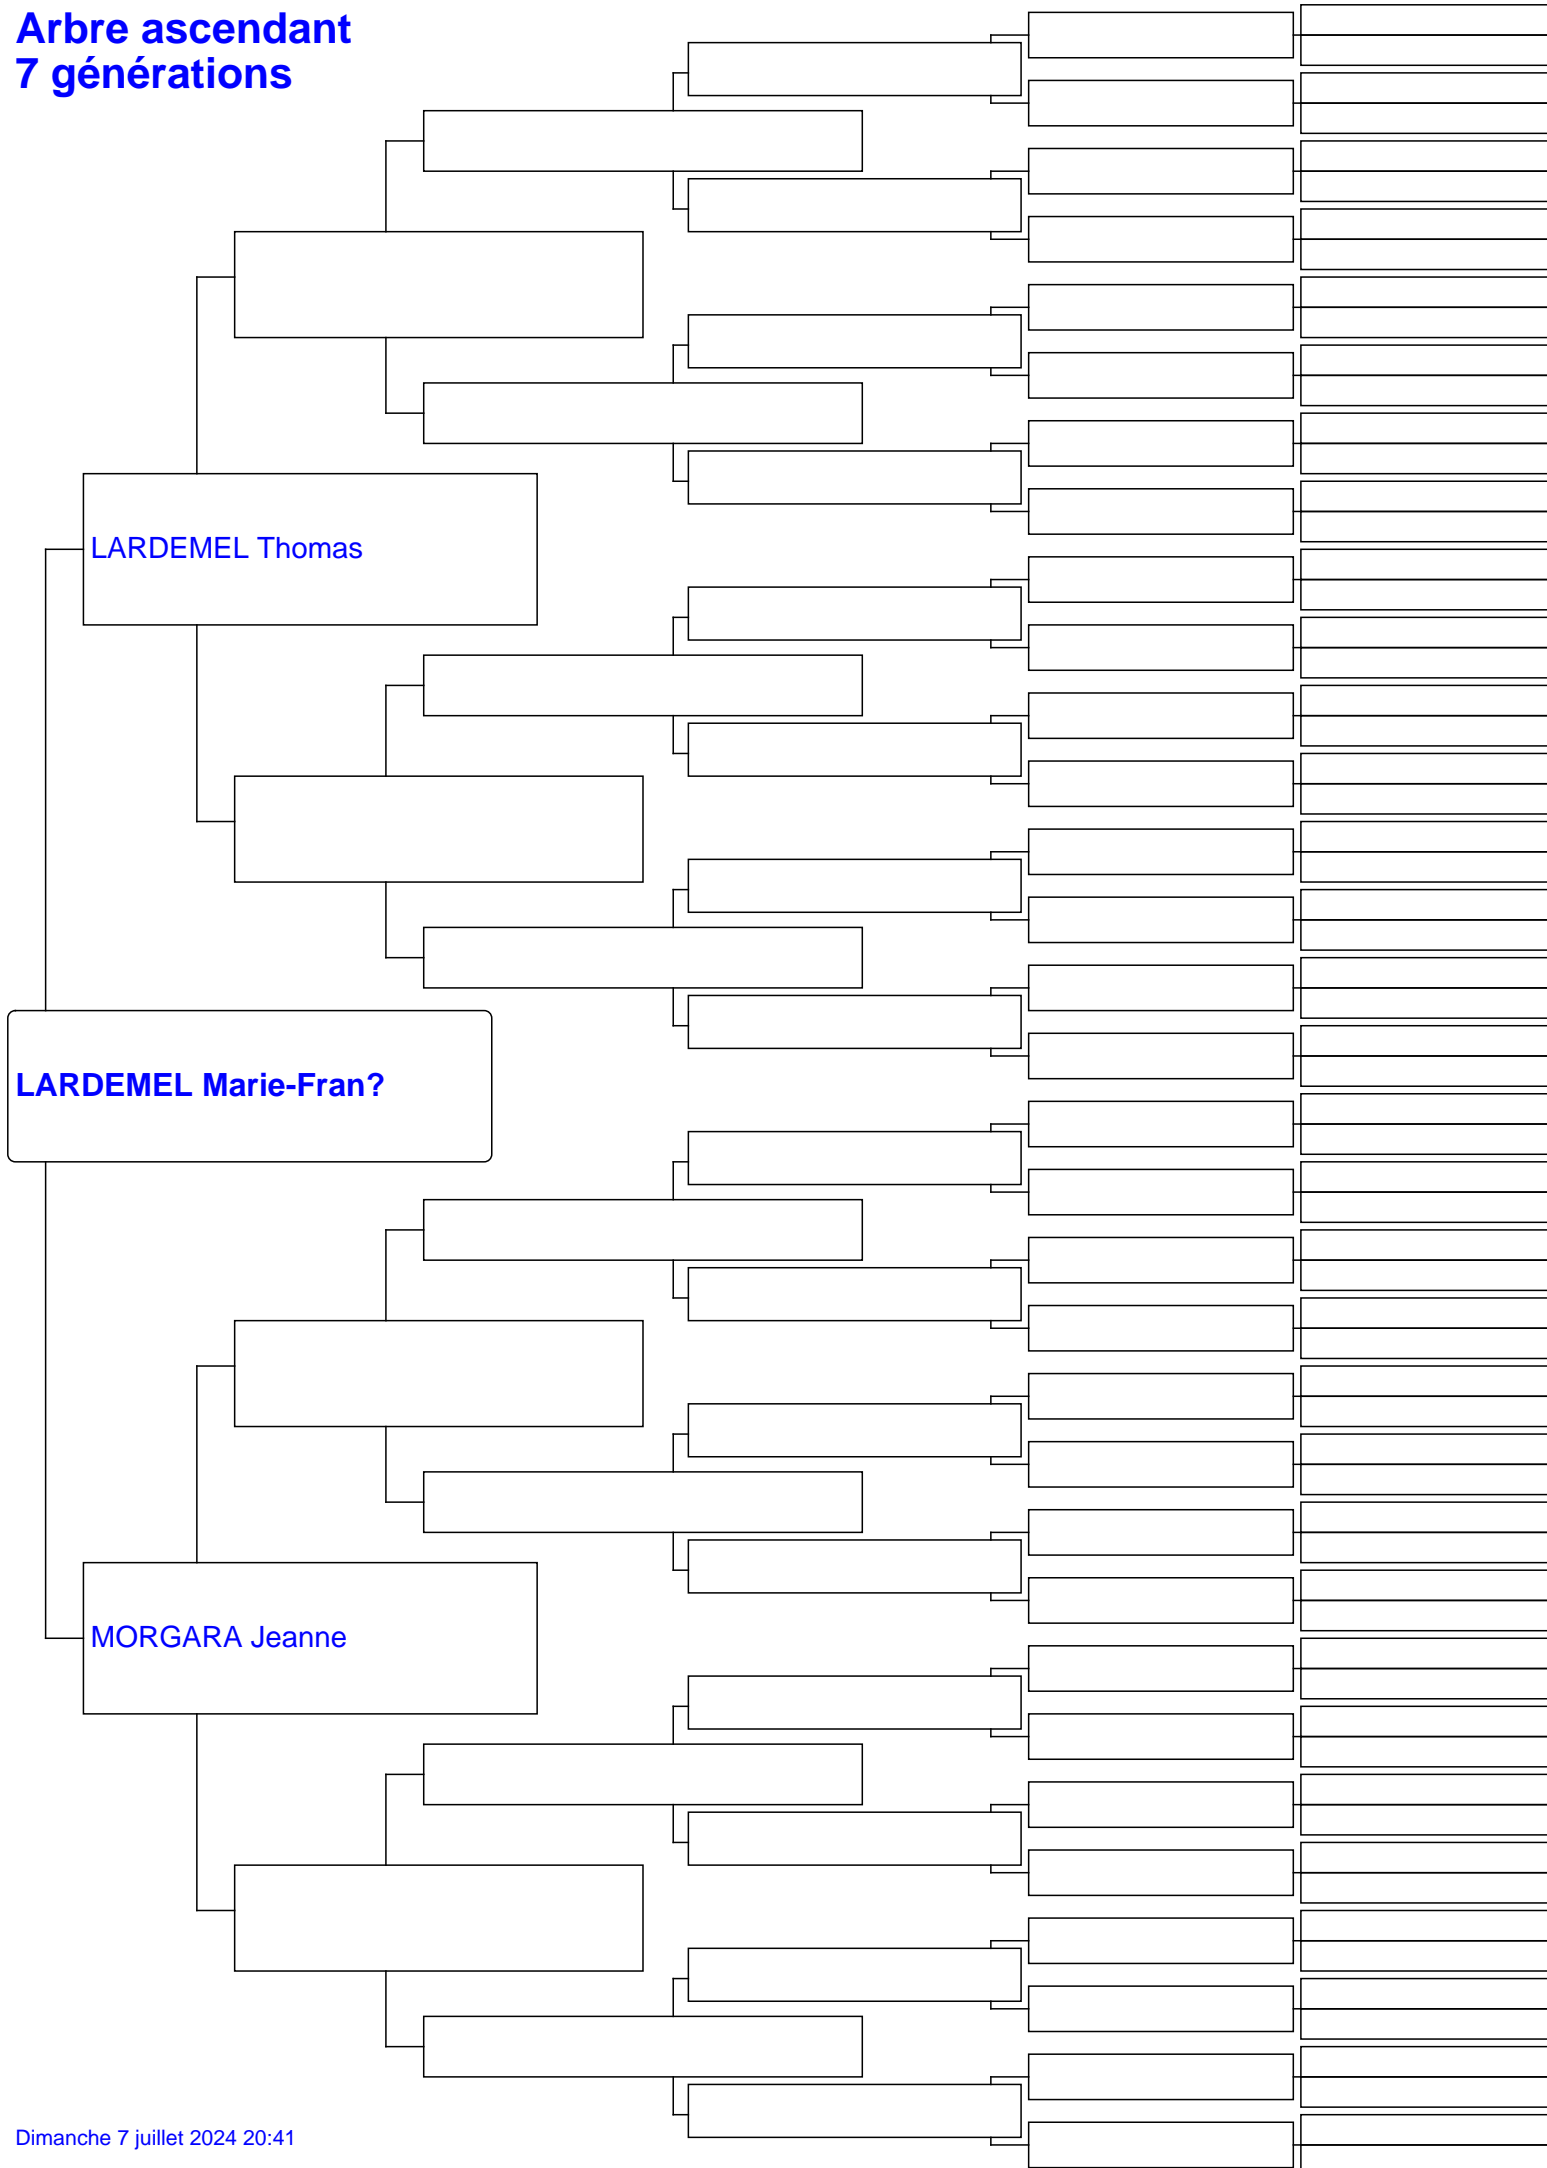 Arbre ascendant
7 générations
LARDEMEL Thomas
LARDEMEL Marie-Fran?
MORGARA Jeanne
Dimanche 7 juillet 2024 20:41